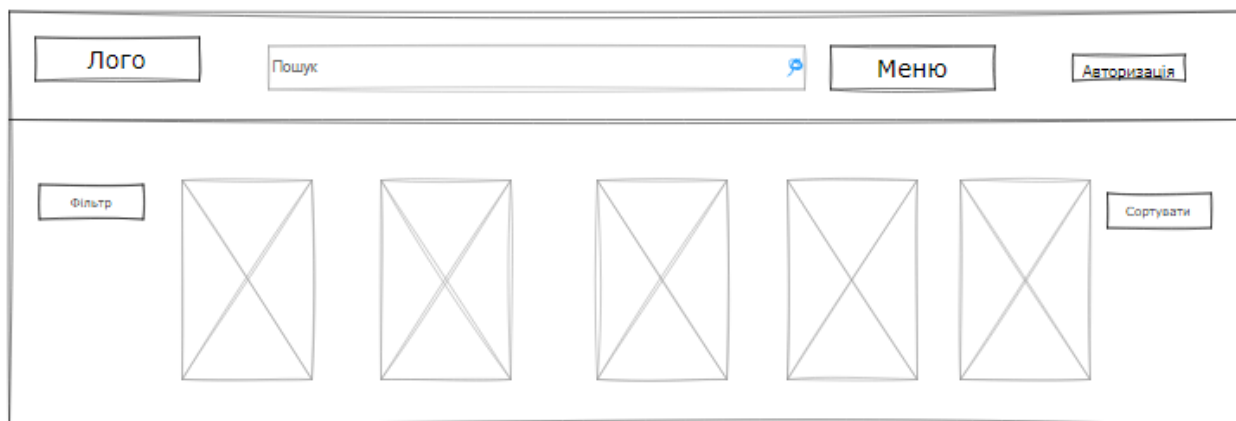 Лого
Пошук
Меню
Авторизація
Фільтр
Сортувати